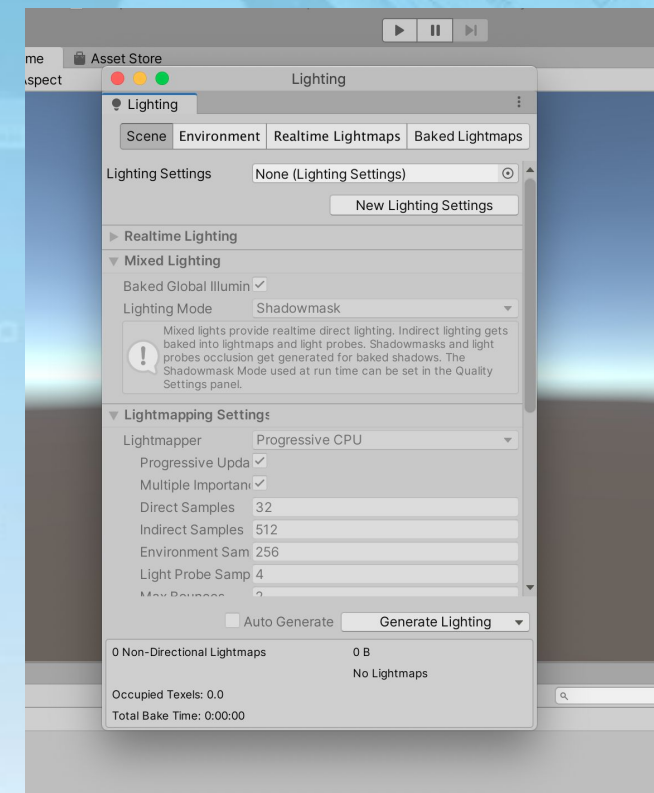 me
Asset Store
Aspect
Lighting
Lighting
Scene
Environment
Realtime Lightmaps
Baked Lightmaps
Lighting Settings
None (Lighting Settings)
New Lighting Settings
Realtime Lighting
Mixed Lighting
Baked Global Illumin
Lighting Mode
Shadowmask
Mixed lights provide realtime direct lighting. Indirect lighting gets
baked into lightmaps and light probes. Shadowmasks and light
probes occlusion get generated for baked shadows. The
Shadowmask Mode used at run time can be set in the Quality
Settings panel.
Lightmapping Settings
Lightmapper
Progressive CPU
Progressive Upda
Multiple Importan
Direct Samples
32
Indirect Samples
512
Environment Sam
256
Light Probe Samp
4
Max Bounces
2
Auto Generate
Generate Lighting
0 Non-Directional Lightmaps
0 B
No Lightmaps
Occupied Texels: 0.0
Total Bake Time: 0:00:00